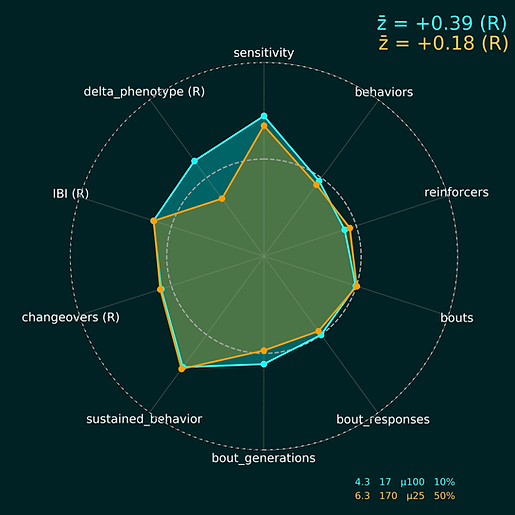 z̄ = +0.39 (R)
z̄ = +0.18 (R)
sensitivity
delta_phenotype (R)
behaviors
IBI (R)
reinforcers
changeovers (R)
bouts
sustained_behavior
bout_responses
bout_generations
4.3 17 µ100 10%
6.3 170 µ25 50%